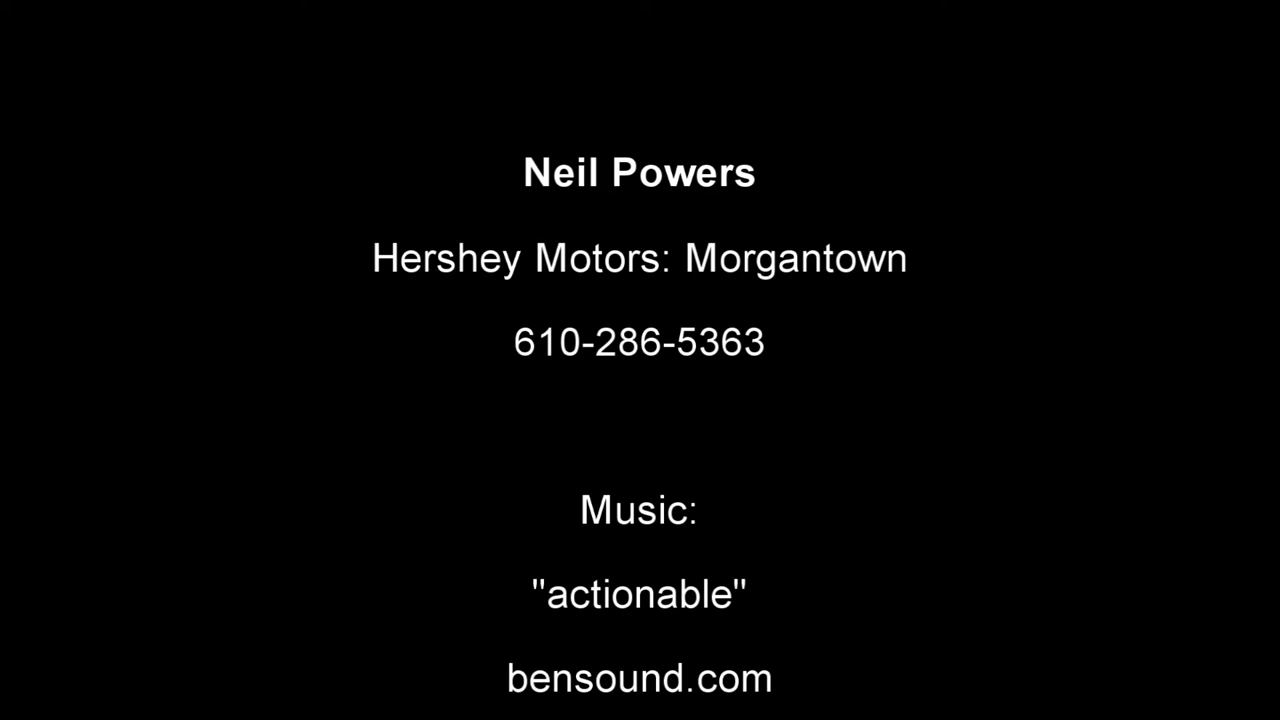 Neil Powers
Hershey Motors: Morgantown
610-286-5363
Music:
"actionable"
bensound.com